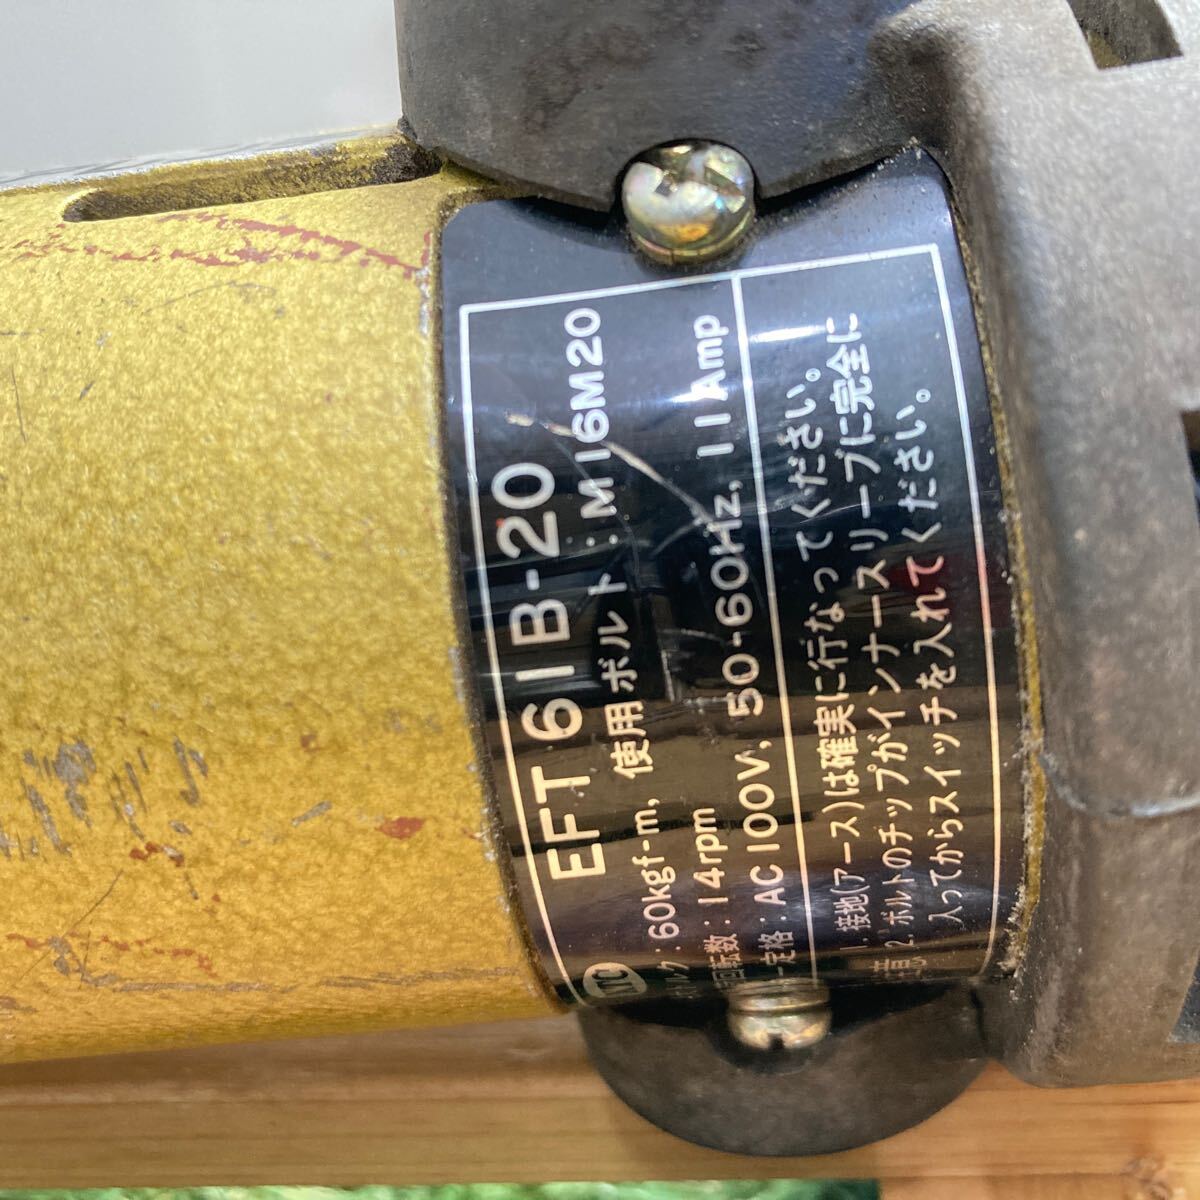 EFT61B-20
60kgf-m, 使用ボルト:M16M20
回転数:14rpm
定格:AC100V, 50-60Hz, 11Amp
1. 接地(アース)は確実に行なってください。
2. ボルトのチップがインナースリーブに完全に
入ってからスイッチを入れてください。